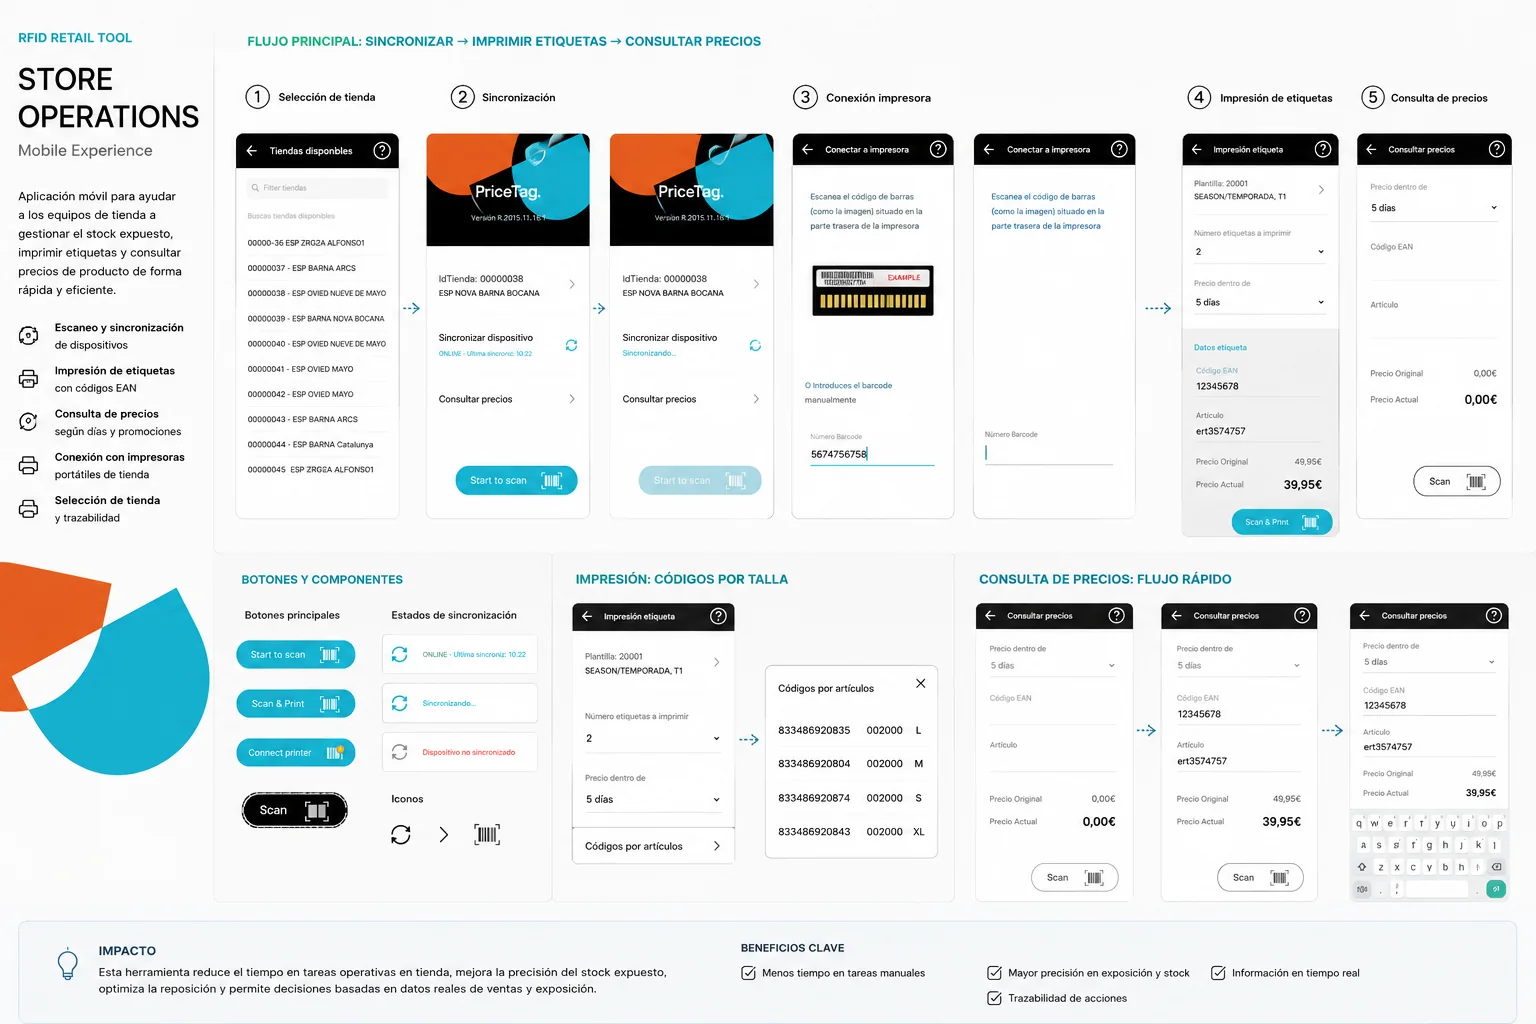 RFID RETAIL TOOL
STORE
OPERATIONS
Mobile Experience
Aplicación móvil para ayudar
a los equipos de tienda a
gestionar el stock expuesto,
imprimir etiquetas y consultar
precios de producto de forma
rápida y eficiente.
Escaneo y sincronización
de dispositivos
Impresión de etiquetas
con códigos EAN
Consulta de precios
según días y promociones
Conexión con impresoras
portátiles de tienda
Selección de tienda
y trazabilidad
FLUJO PRINCIPAL: SINCRONIZAR → IMPRIMIR ETIQUETAS → CONSULTAR PRECIOS
1 Selección de tienda
Tiendas disponbles ?
Filter tiendas
Buscas tiendas disponibles
00000-36 ESP ZRG2A ALFONSO1
00000037 - ESP BARNA ARCS
00000038 - ESP OVIED NUEVE DE MAYO
00000039 - ESP BARNA NOVA BOCANA
00000040 - ESP OVIED NUEVE DE MAYO
00000041 - ESP OVIED MAYO
00000042 - ESP OVIED MAYO
00000043 - ESP BARNA ARCS
00000044 - ESP BARNA Catalunya
00000045 ESP ZRG2A ALFONSO1
2 Sincronización
PriceTag.
Versión R.2015.11.16.1
IdTienda: 00000038
ESP NOVA BARNA BOCANA
Sincronizar dispositivo
ONLINE - Ultima sincroniz: 10.22
Consultar precios
Start to scan
PriceTag.
Versión R.2015.11.16.1
IdTienda: 00000038
ESP NOVA BARNA BOCANA
Sincronizar dispositivo
Sincronizando...
Consultar precios
Start to scan
3 Conexión impresora
Conectar a impresora ?
Escanea el código de barras
(como la imagen) situado en la
parte trasera de la impresora
EXAMPLE
O Introduces el barcode
manualmente
Número Barcode
5674756758
Conectar a impresora ?
Escanea el código de barras
(como la imagen) situado en la
parte trasera de la impresora
Número Barcode
4 Impresión de etiquetas
Impresión etiqueta ?
Plantilla: 20001
SEASON/TEMPORADA, T1
Número etiquetas a imprimir
2
Precio dentro de
5 días
Datos etiqueta
Código EAN
12345678
Artículo
ert3574757
Precio Original 49,95€
Precio Actual 39,95€
Scan & Print
5 Consulta de precios
Consultar precios ?
Precio dentro de
5 días
Código EAN
Artículo
Precio Original 0,00€
Precio Actual 0,00€
Scan
BOTONES Y COMPONENTES
Botones principales
Start to scan
Scan & Print
Connect printer
Scan
Estados de sincronización
ONLINE - Ultima sincroniz: 10.22
Sincronizando...
Dispositivo no sincronizado
Iconos
IMPRESIÓN: CÓDIGOS POR TALLA
Impresión etiqueta ?
Plantilla: 20001
SEASON/TEMPORADA, T1
Número etiquetas a imprimir
2
Precio dentro de
5 días
Códigos por artículos
Códigos por artículos
833486920835 002000 L
833486920804 002000 M
833486920874 002000 S
833486920843 002000 XL
CONSULTA DE PRECIOS: FLUJO RÁPIDO
Consultar precios ?
Precio dentro de
5 días
Código EAN
Artículo
Precio Original 0,00€
Precio Actual 0,00€
Scan
Consultar precios ?
Precio dentro de
5 días
Código EAN
12345678
Artículo
ert3574757
Precio Original 49,95€
Precio Actual 39,95€
Scan
Consultar precios ?
Precio dentro de
5 días
Código EAN
12345678
Artículo
ert3574757
Precio Original 49,95€
Precio Actual 39,95€
q w e r t y u i o p
a s s f g h j k l
z x c y b h
IMPACTO
Esta herramienta reduce el tiempo en tareas operativas en tienda, mejora la precisión del stock expuesto,
optimiza la reposición y permite decisiones basadas en datos reales de ventas y exposición.
BENEFICIOS CLAVE
Menos tiempo en tareas manuales
Mayor precisión en exposición y stock
Información en tiempo real
Trazabilidad de acciones